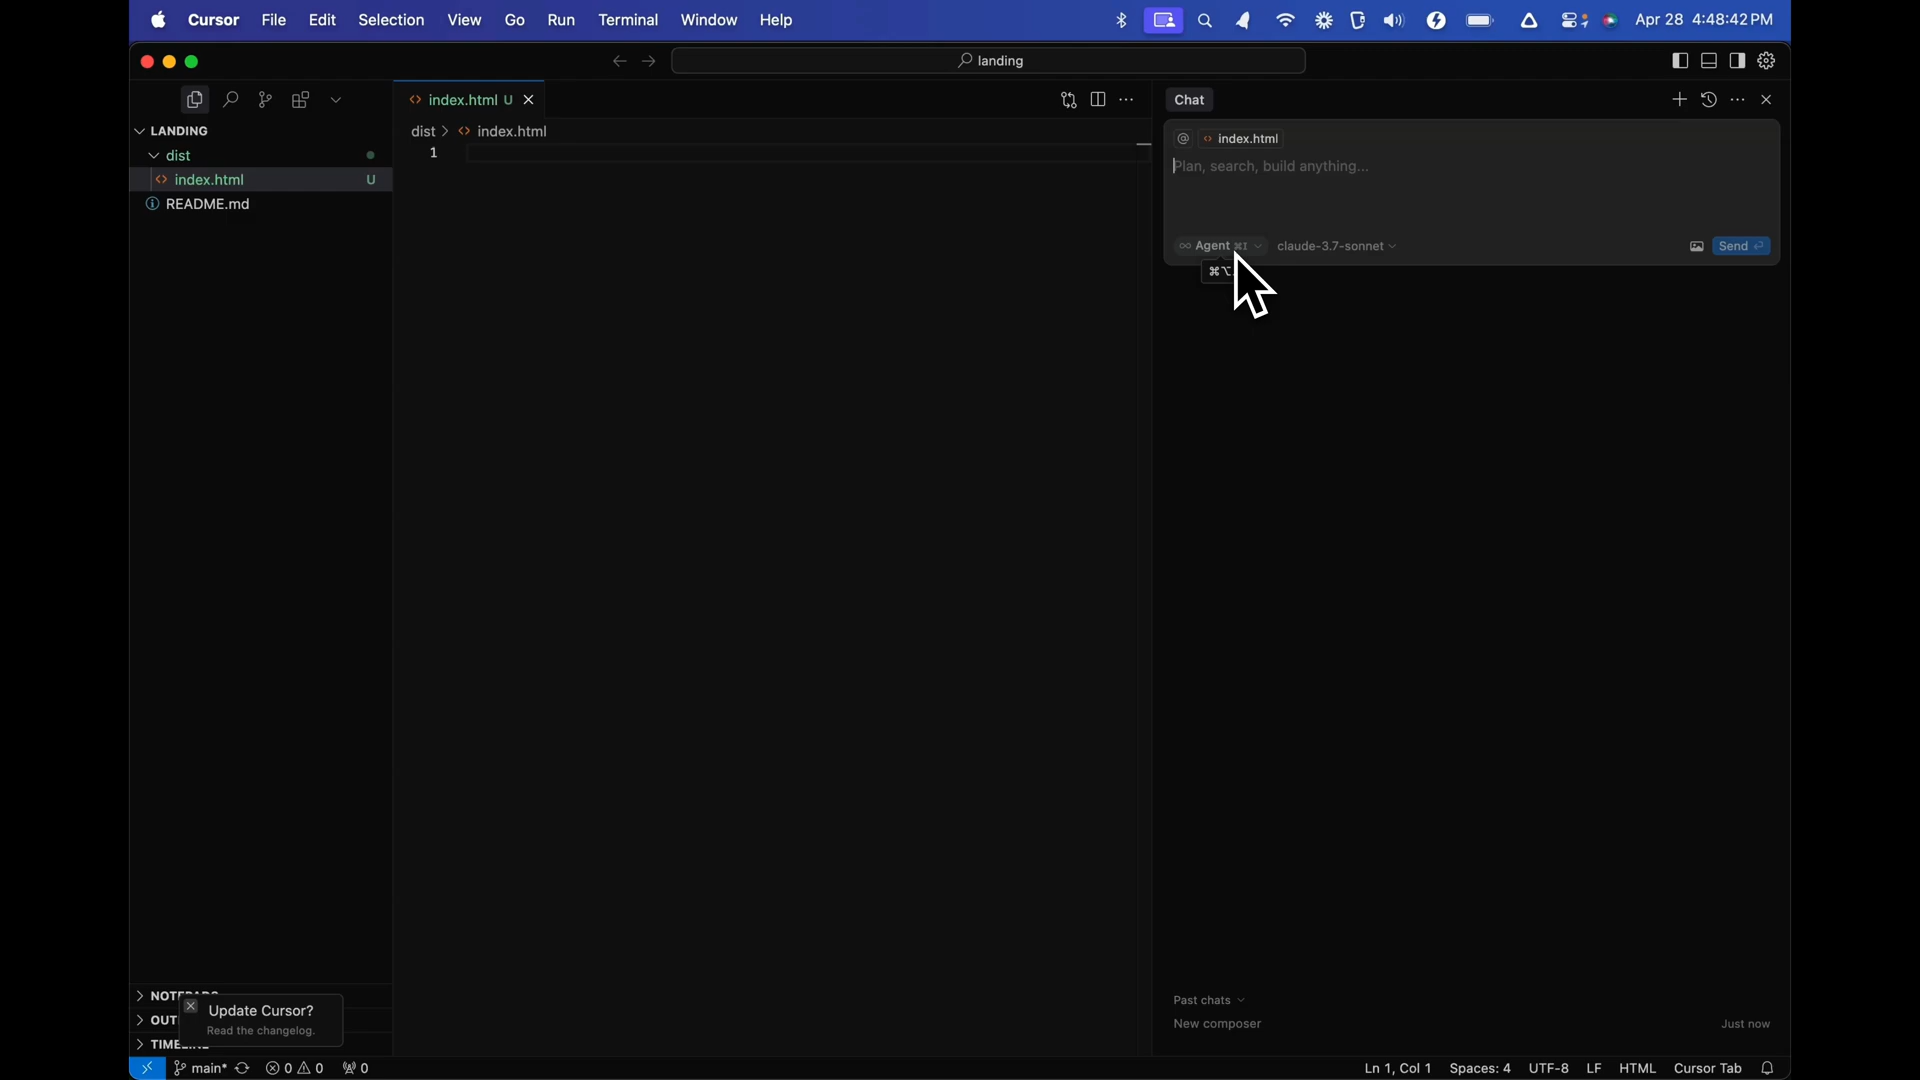 Cursor File Edit Selection View Go Run Terminal Window Help Apr 28 4:48:42 PM
landing
index.html U
Chat
LANDING
dist > index.html
@ index.html
dist
1
Plan, search, build anything...
index.html U
README.md
Agent ⌘I claude-3.7-sonnet Send
⌘⌥
Past chats
New composer Just now
Update Cursor?
Read the changelog.
main* 0 0 0 Ln 1, Col 1 Spaces: 4 UTF-8 LF HTML Cursor Tab